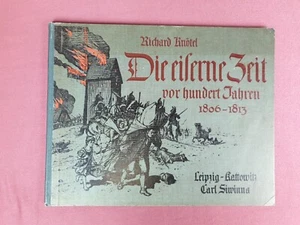 Richard Knötel
Die eiserne Zeit
vor hundert Jahren
1806-1813
Leipzig-Kattowitz
Carl Siwinna